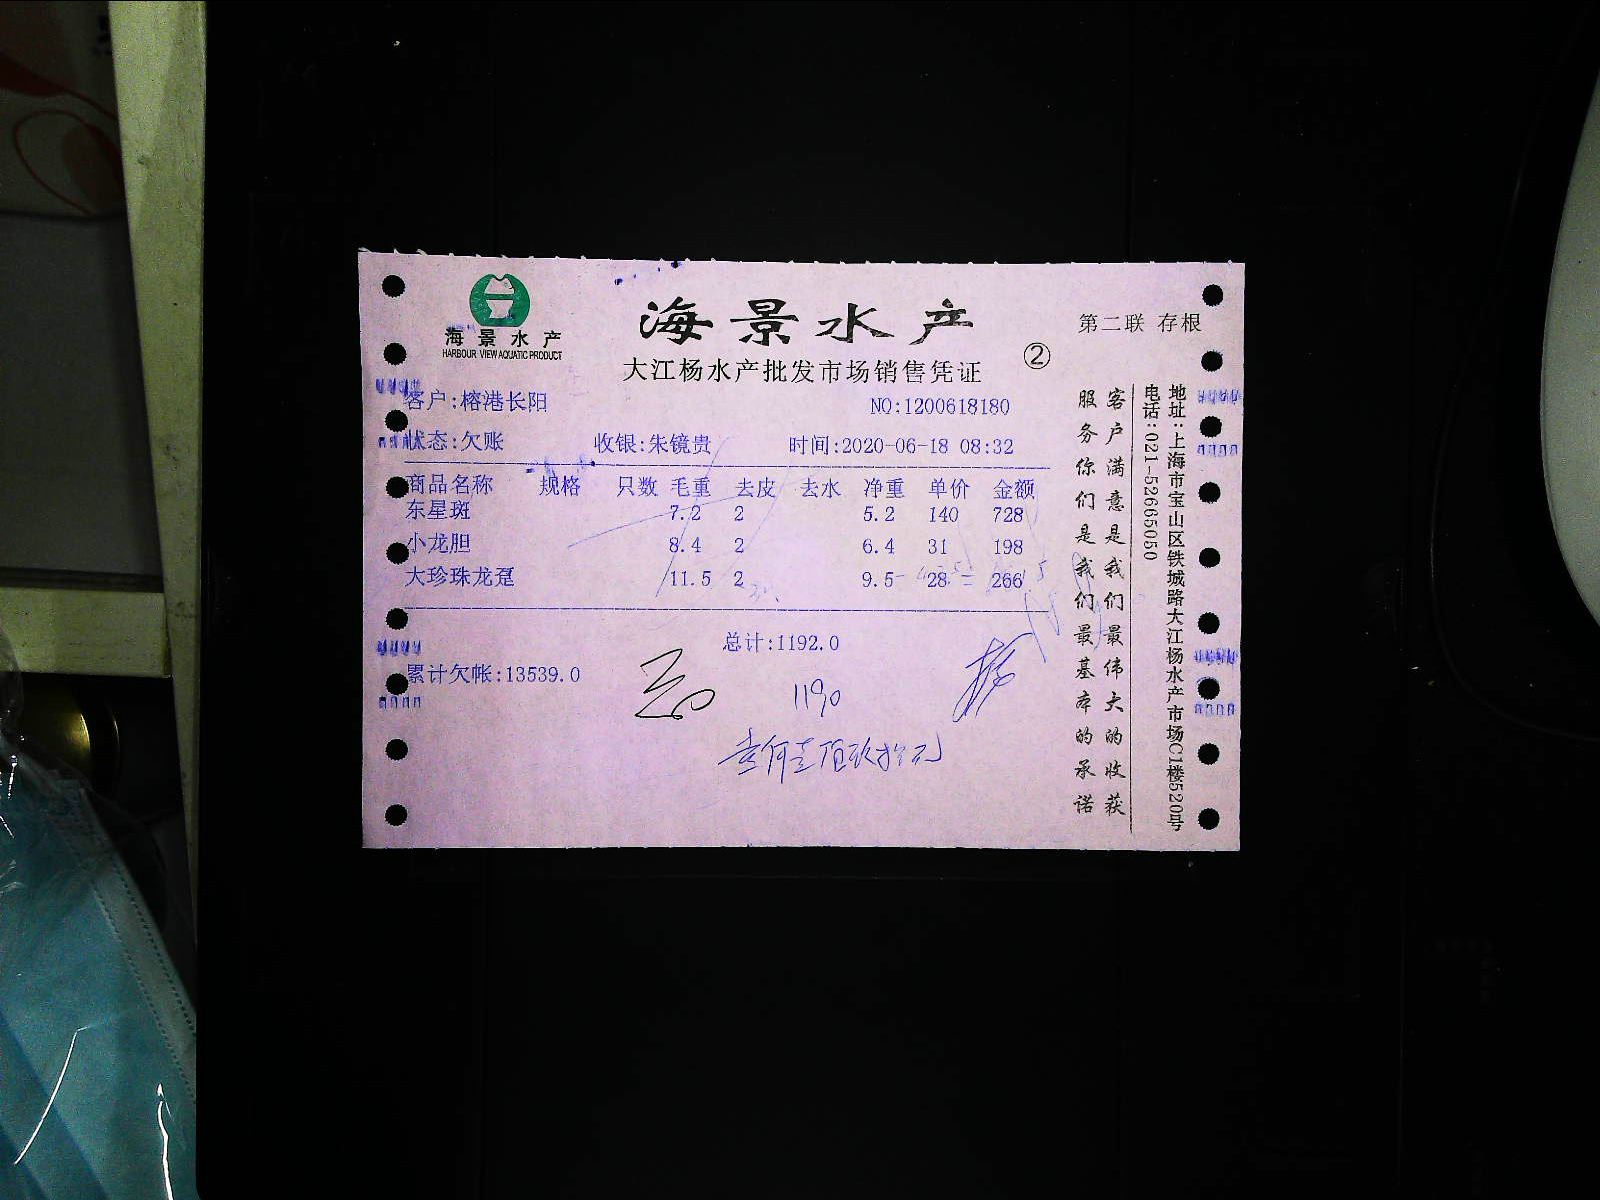 海景水产
HARBOUR VIEW AQUATIC PRODUCT
海景水产
大江杨水产批发市场销售凭证
②
第二联 存根
客户:榕港长阳 NO:1200618180
状态:欠账 收银:朱镜贵 时间:2020-06-18 08:32
商品名称 规格 只数 毛重 去皮 去水 净重 单价 金额
东星斑 7.2 2 5.2 140 728
小龙胆 8.4 2 6.4 31 198
大珍珠龙趸 11.5 2 9.5 28 266
总计:1192.0
累计欠帐:13539.0
1190
壹仟壹佰玖拾元
客户满意是我们最伟大的收获
服务你们是我们最基本的承诺
地址:上海市宝山区铁城路大江杨水产市场C1楼520号
电话:021-52665050